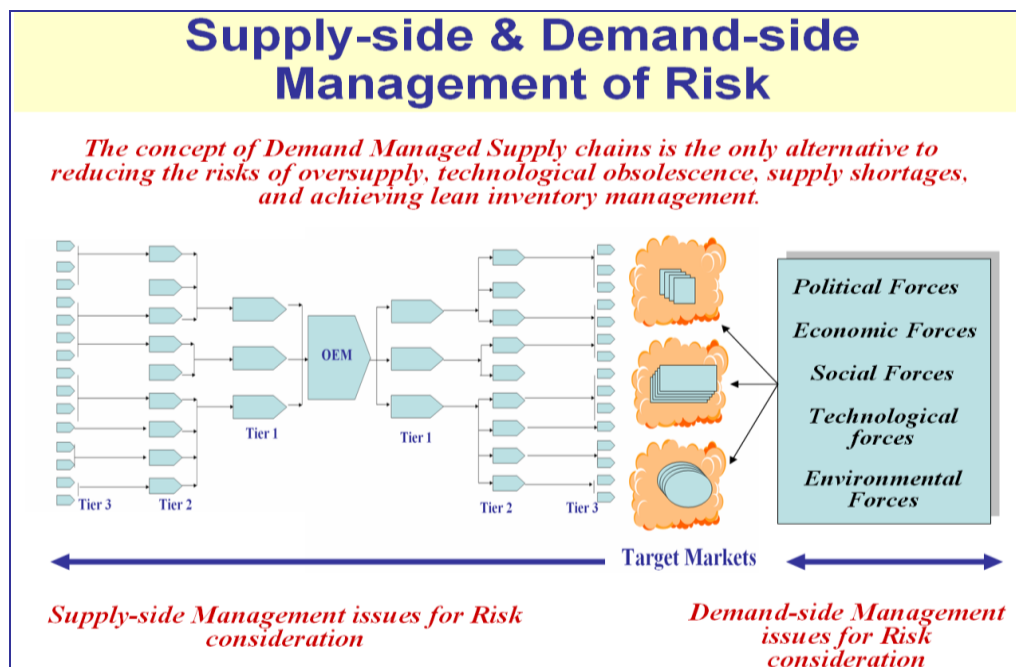 Supply-side & Demand-side
Management of Risk
The concept of Demand Managed Supply chains is the only alternative to
reducing the risks of oversupply, technological obsolescence, supply shortages,
and achieving lean inventory management.
Political Forces
Economic Forces
Social Forces
Technological
forces
Environmental
Forces
OEM
Tier 1
Tier 1
Tier 3
Tier 2
Tier 2
Tier 3
Target Markets
Supply-side Management issues for Risk
consideration
Demand-side Management
issues for Risk
consideration